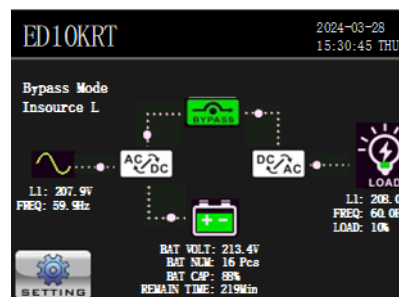 ED10KRT
2024-03-28
15:30:45 THU
Bypass Mode
Insource L
BYPASS
AC
DC
DC
AC
LOAD
L1: 207.9V
FREQ: 59.9Hz
L1: 208.0
FREQ: 60.0H
LOAD: 10%
BAT VOLT: 213.4V
BAT NUM: 16 Pcs
BAT CAP: 88%
REMAIN TIME: 219Min
SETTING